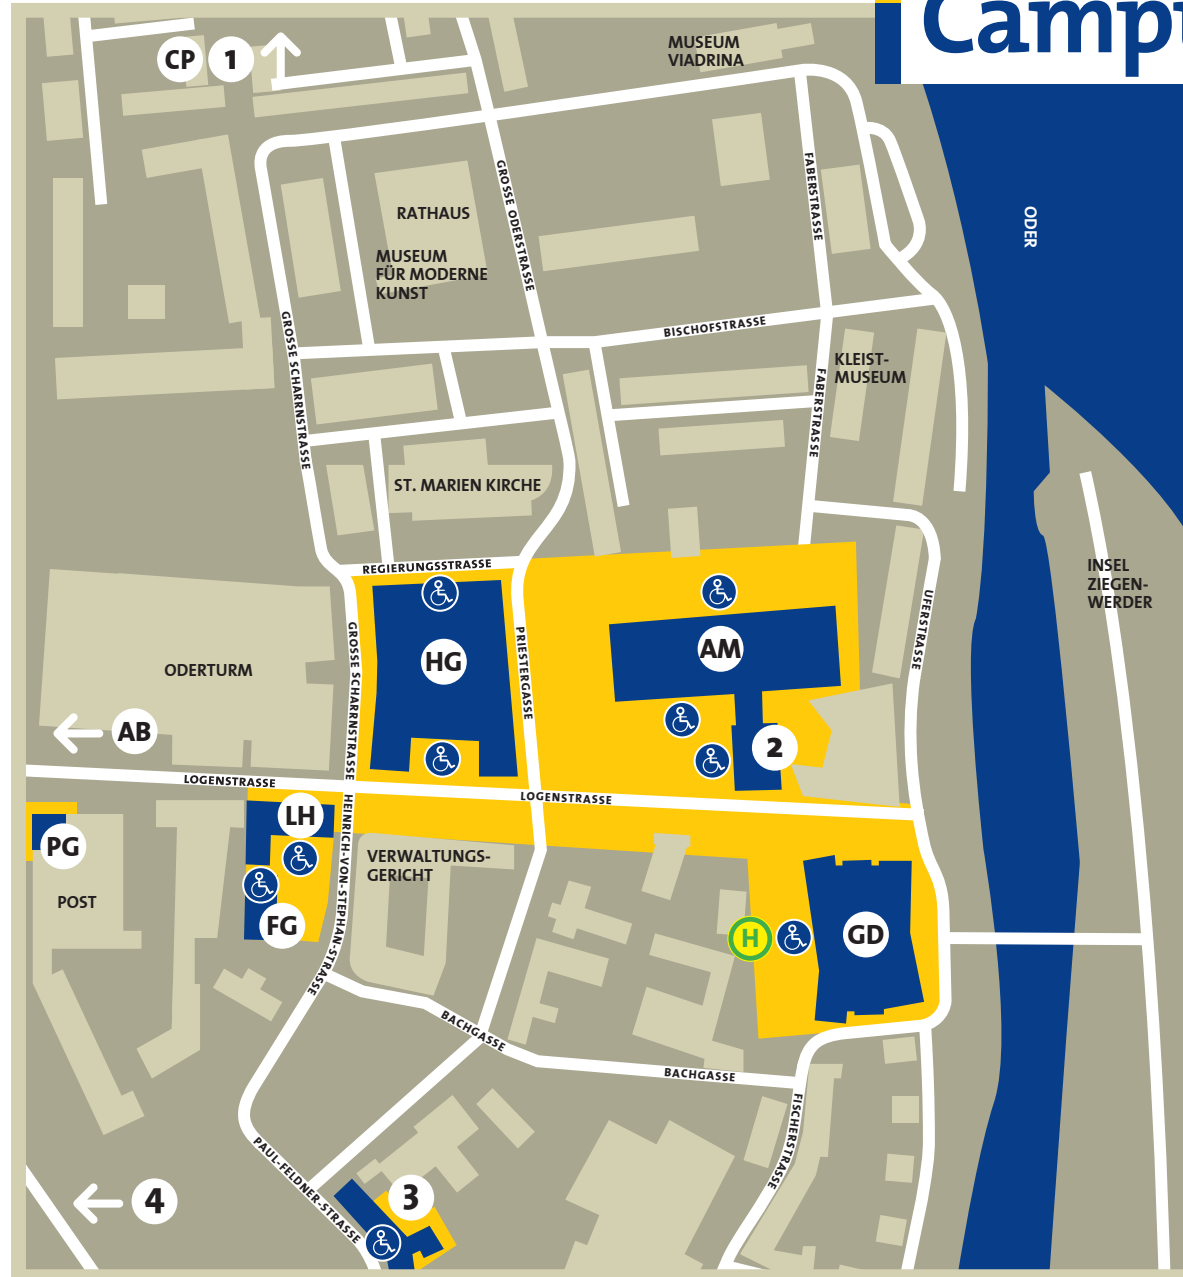 Camp
CP 1
MUSEUM
VIADRINA
GROSSE ODERSTRASSE
FABERSTRASSE
RATHAUS
ODER
MUSEUM
FÜR MODERNE
KUNST
GROSSE SCHARRNSTRASSE
BISCHOFSTRASSE
KLEIST-
MUSEUM
FABERSTRASSE
ST. MARIEN KIRCHE
REGIERUNGSSTRASSE
INSEL
ZIEGEN-
WERDER
UFERSTRASSE
GROSSE SCHARRNSTRASSE
HG
PRIESTERGASSE
AM
ODERTURM
AB
2
LOGENSTRASSE
LOGENSTRASSE
HEINRICH-VON-STEPHAN-STRASSE
LH
PG
VERWALTUNGS-
GERICHT
POST
FG
H
GD
BACHGASSE
BACHGASSE
FISCHERSTRASSE
PAUL-FELDNER-STRASSE
3
4